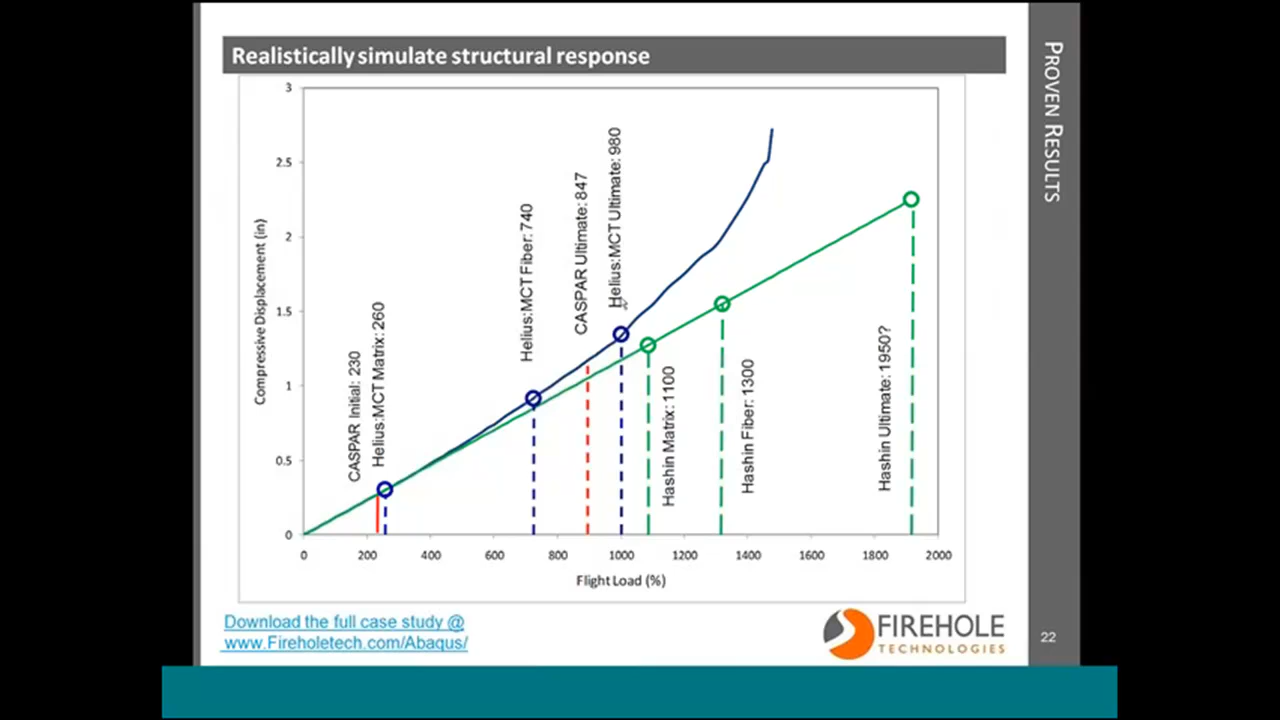 Realistically simulate structural response
PROVEN RESULTS
3
2.5
2
1.5
1
0.5
0
Compressive Displacement (in)
CASPAR Initial: 230
Helius:MCT Matrix: 260
Helius:MCT Fiber: 740
CASPAR Ultimate: 847
Helius:MCT Ultimate: 980
Hashin Matrix: 1100
Hashin Fiber: 1300
Hashin Ultimate: 1950?
0 200 400 600 800 1000 1200 1400 1600 1800 2000
Flight Load (%)
Download the full case study @
www.Fireholetech.com/Abaqus/
FIREHOLE
TECHNOLOGIES
22